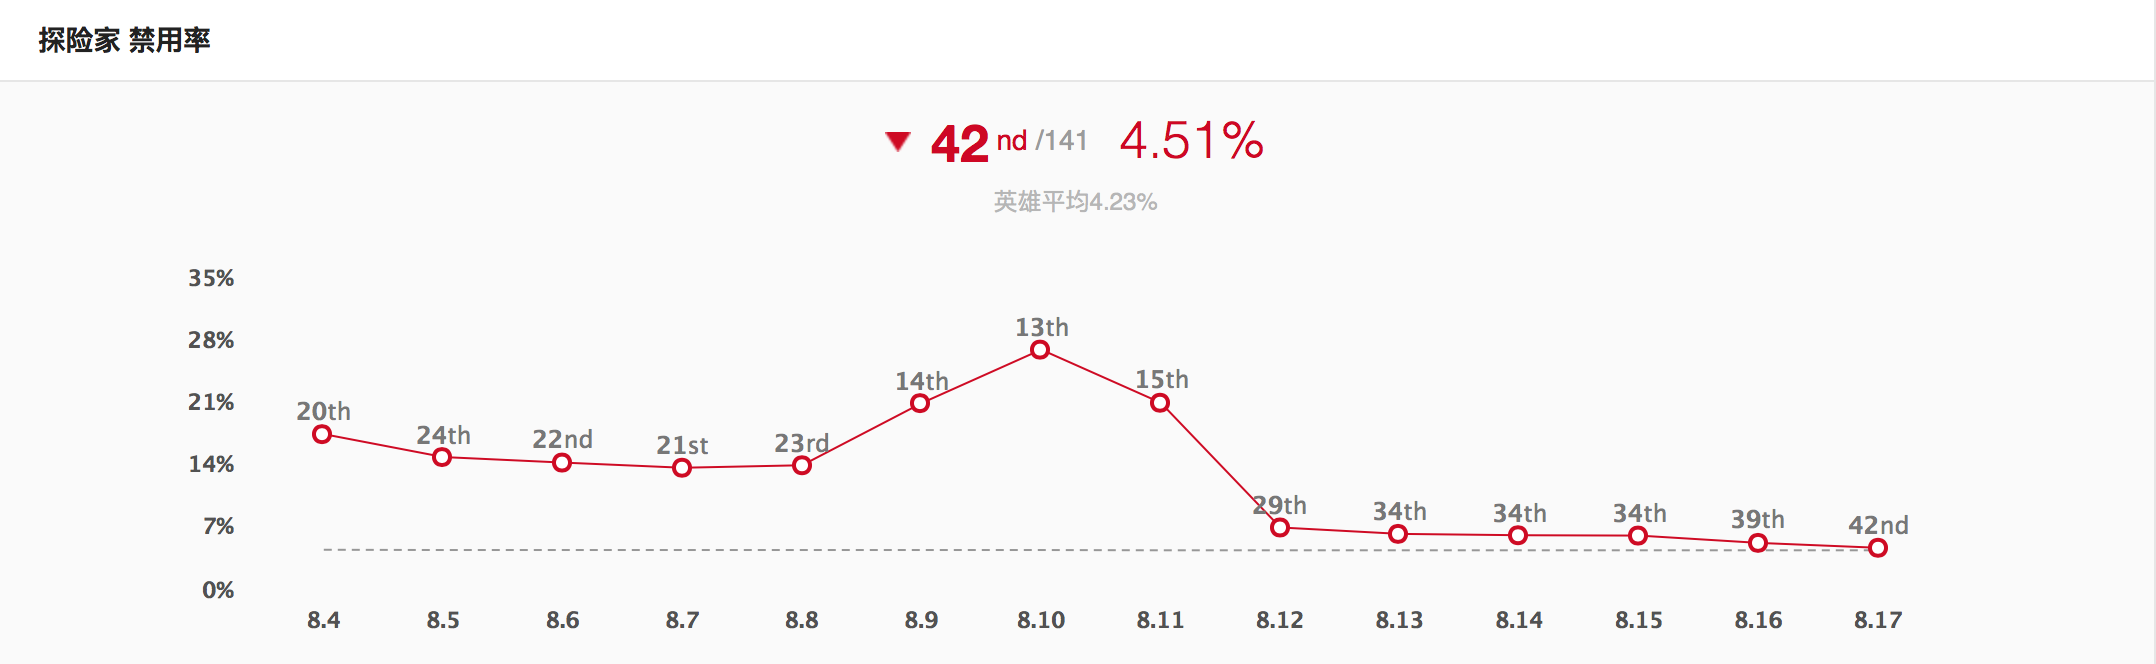 探险家 禁用率
42 nd /141 4.51%
英雄平均4.23%
35%
28%
21%
14%
7%
0%
20th
24th
22nd
21st
23rd
14th
13th
15th
29th
34th
34th
34th
39th
42nd
8.4 8.5 8.6 8.7 8.8 8.9 8.10 8.11 8.12 8.13 8.14 8.15 8.16 8.17